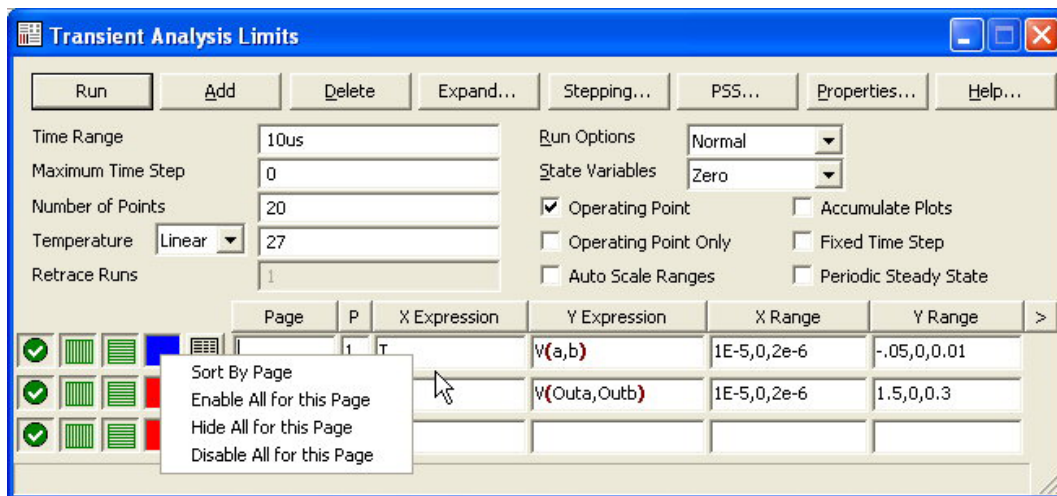 Transient Analysis Limits
Run Add Delete Expand... Stepping... PSS... Properties... Help...
Time Range 10us Run Options Normal
Maximum Time Step 0 State Variables Zero
Number of Points 20 Operating Point Accumulate Plots
Temperature Linear 27 Operating Point Only Fixed Time Step
Retrace Runs 1 Auto Scale Ranges Periodic Steady State
Page P X Expression Y Expression X Range Y Range >
1 T V(a,b) 1E-5,0,2e-6 -.05,0,0.01
V(Outa,Outb) 1E-5,0,2e-6 1.5,0,0.3
Sort By Page
Enable All for this Page
Hide All for this Page
Disable All for this Page